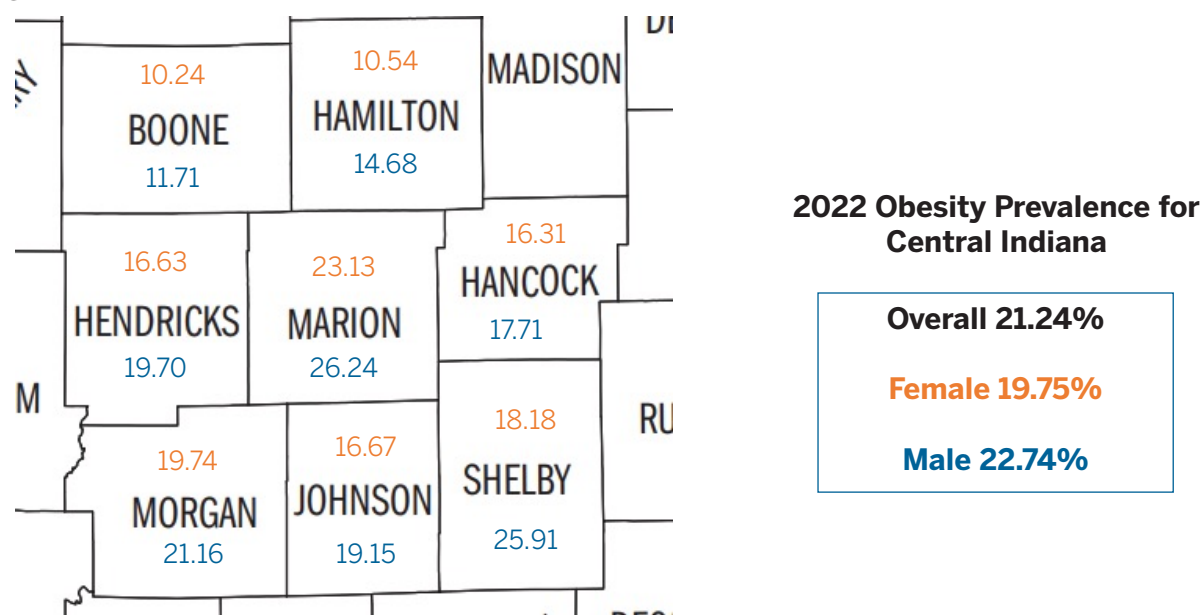 10.24
BOONE
11.71
10.54
HAMILTON
14.68
MADISON
16.63
HENDRICKS
19.70
23.13
MARION
26.24
16.31
HANCOCK
17.71
M
19.74
MORGAN
21.16
16.67
JOHNSON
19.15
18.18
SHELBY
25.91
RU
2022 Obesity Prevalence for
Central Indiana
Overall 21.24%
Female 19.75%
Male 22.74%